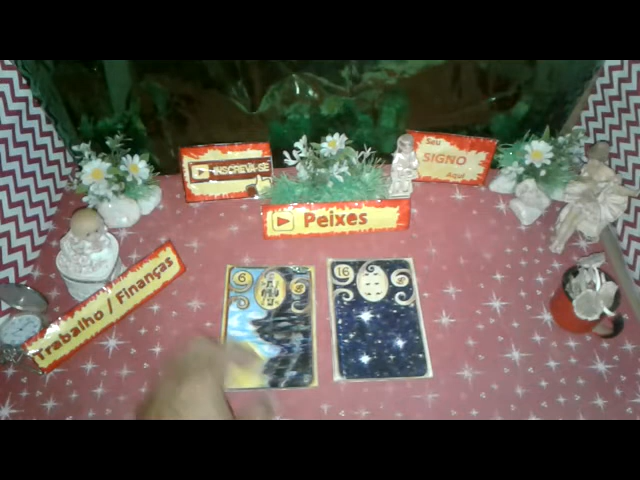 INSCREVA-SE
Seu
SIGNO
Aqui
Peixes
Trabalho / Finanças
6
16